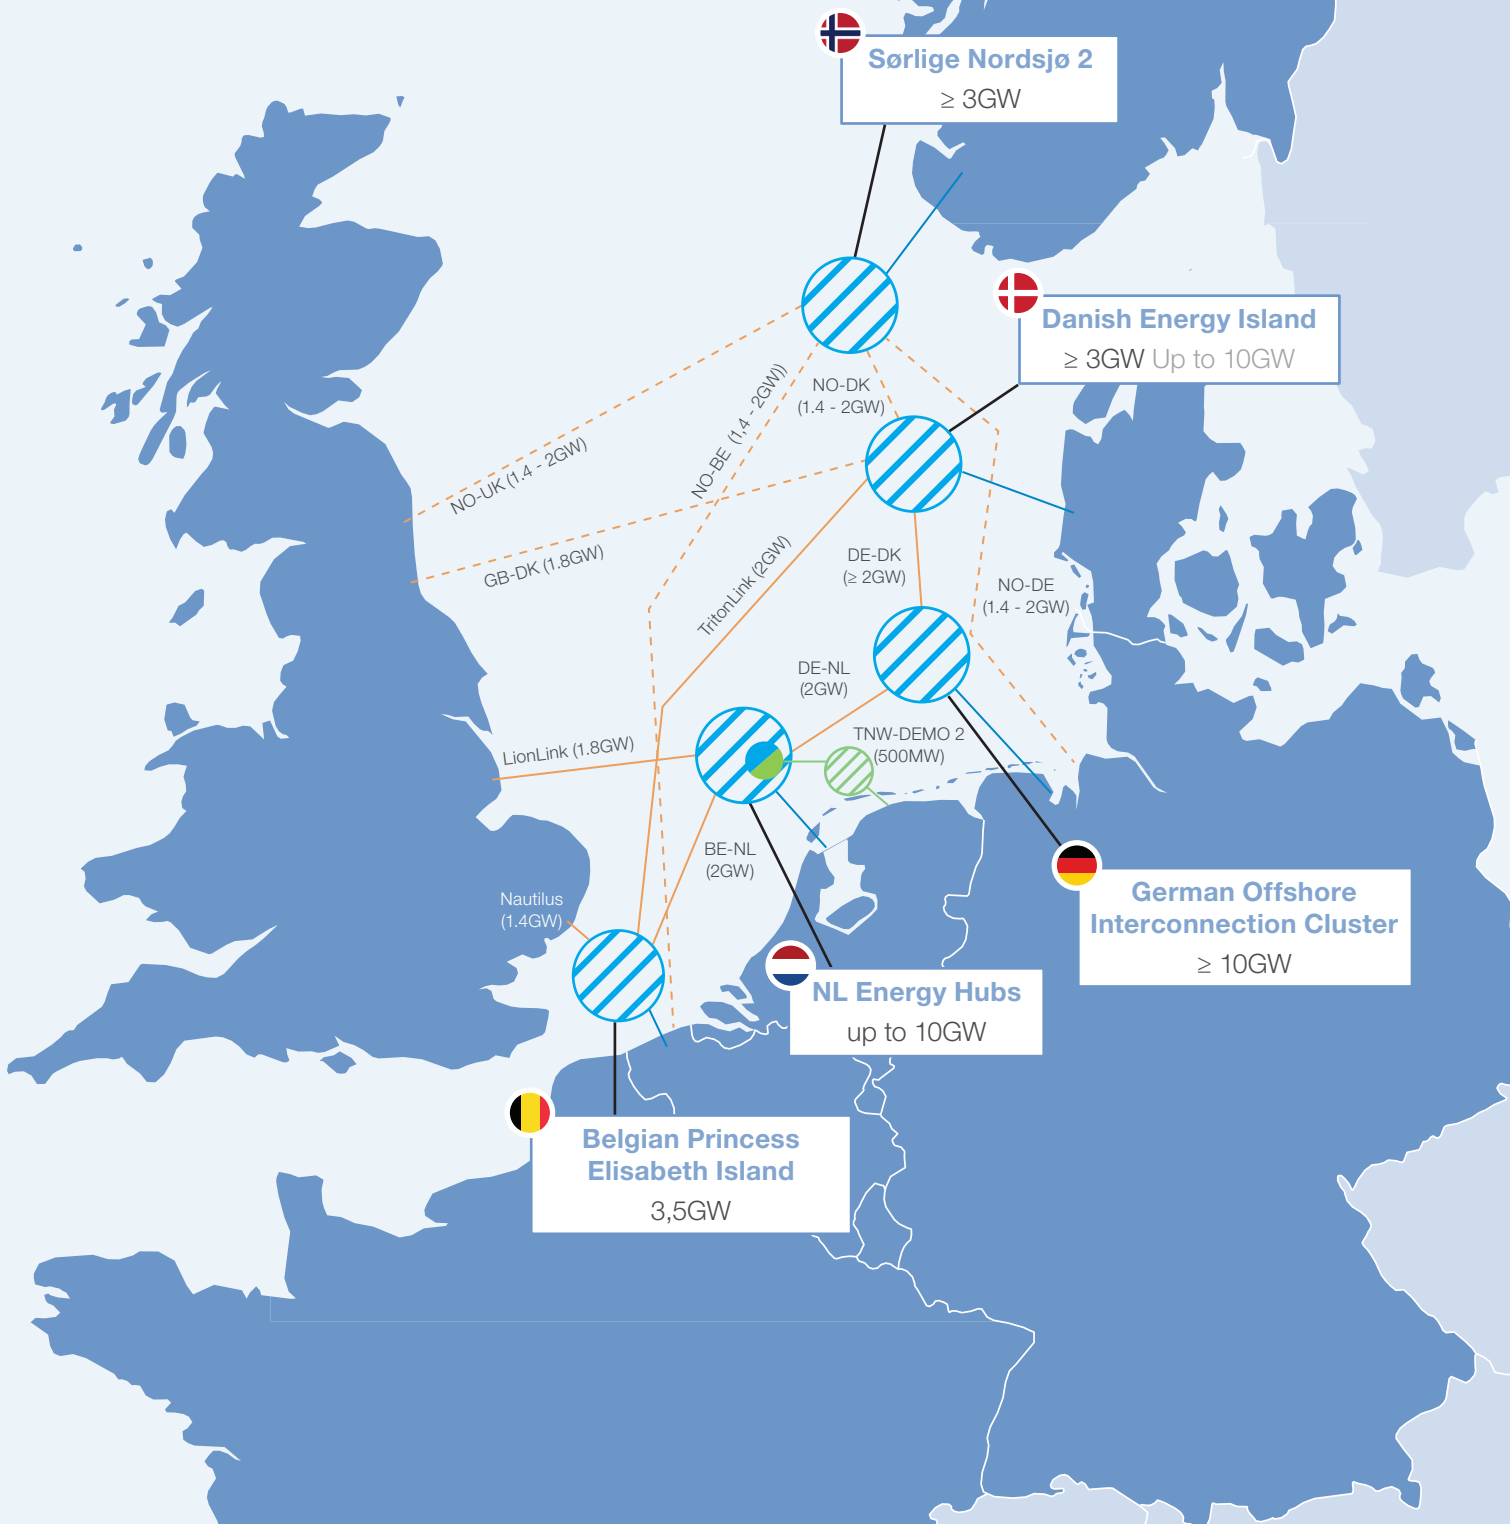 Sørlige Nordsjø 2
≥ 3GW
Danish Energy Island
≥ 3GW Up to 10GW
NO-DK
(1.4 - 2GW)
NO-BE (1,4 - 2GW))
NO-UK (1.4 - 2GW)
GB-DK (1.8GW)
TritonLink (2GW)
DE-DK
(≥ 2GW)
NO-DE
(1.4 - 2GW)
DE-NL
(2GW)
TNW-DEMO 2
(500MW)
LionLink (1.8GW)
BE-NL
(2GW)
Nautilus
(1.4GW)
German Offshore
Interconnection Cluster
≥ 10GW
NL Energy Hubs
up to 10GW
Belgian Princess
Elisabeth Island
3,5GW